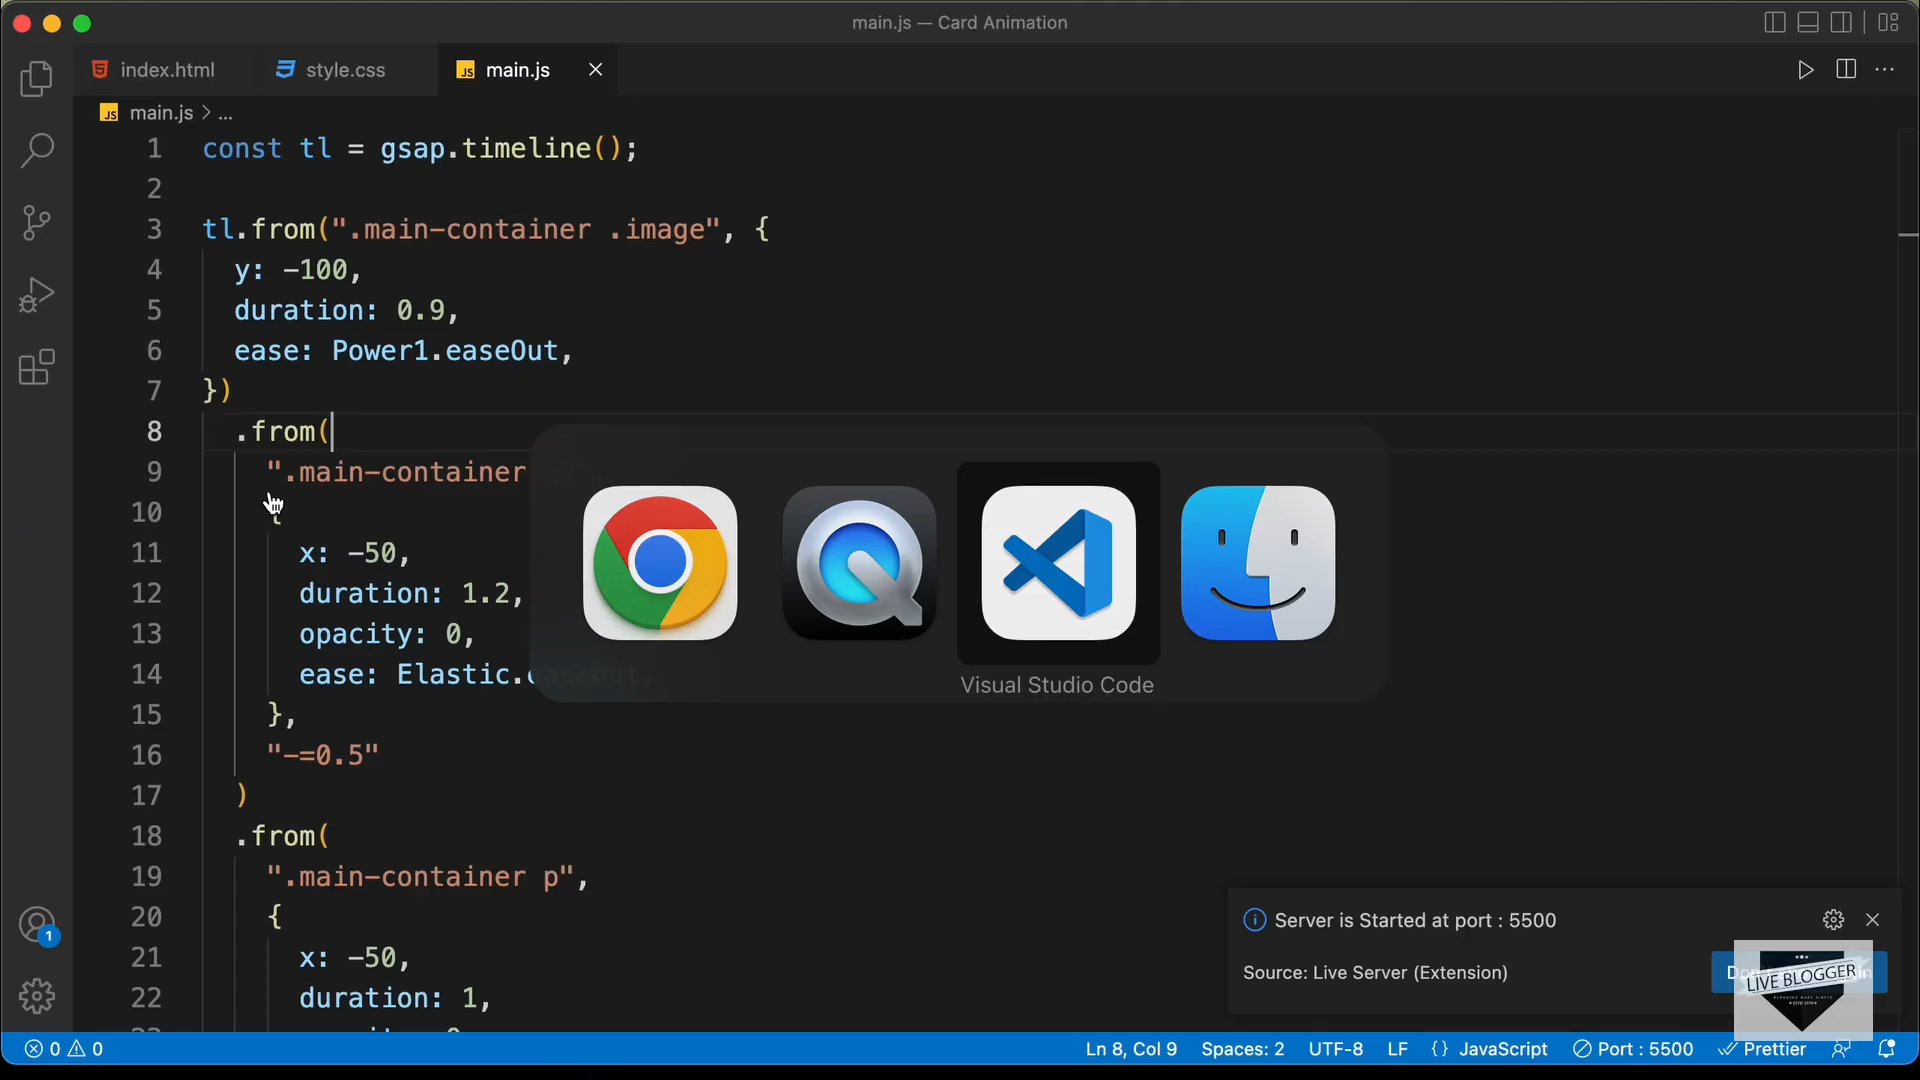 main.js — Card Animation
index.html
style.css
JS main.js
JS main.js > ...
1 const tl = gsap.timeline();
2
3 tl.from(".main-container .image", {
4 y: -100,
5 duration: 0.9,
6 ease: Power1.easeOut,
7 })
8 .from(
9 ".main-container
10 {
11 x: -50,
12 duration: 1.2,
13 opacity: 0,
14 ease: Elastic.easeOut,
15 },
16 "-=0.5"
17 )
18 .from(
19 ".main-container p",
20 {
21 x: -50,
22 duration: 1,
Visual Studio Code
Server is Started at port : 5500
Source: Live Server (Extension)
LIVE BLOGGER
1
0 0
Ln 8, Col 9 Spaces: 2 UTF-8 LF {} JavaScript Port : 5500 Prettier